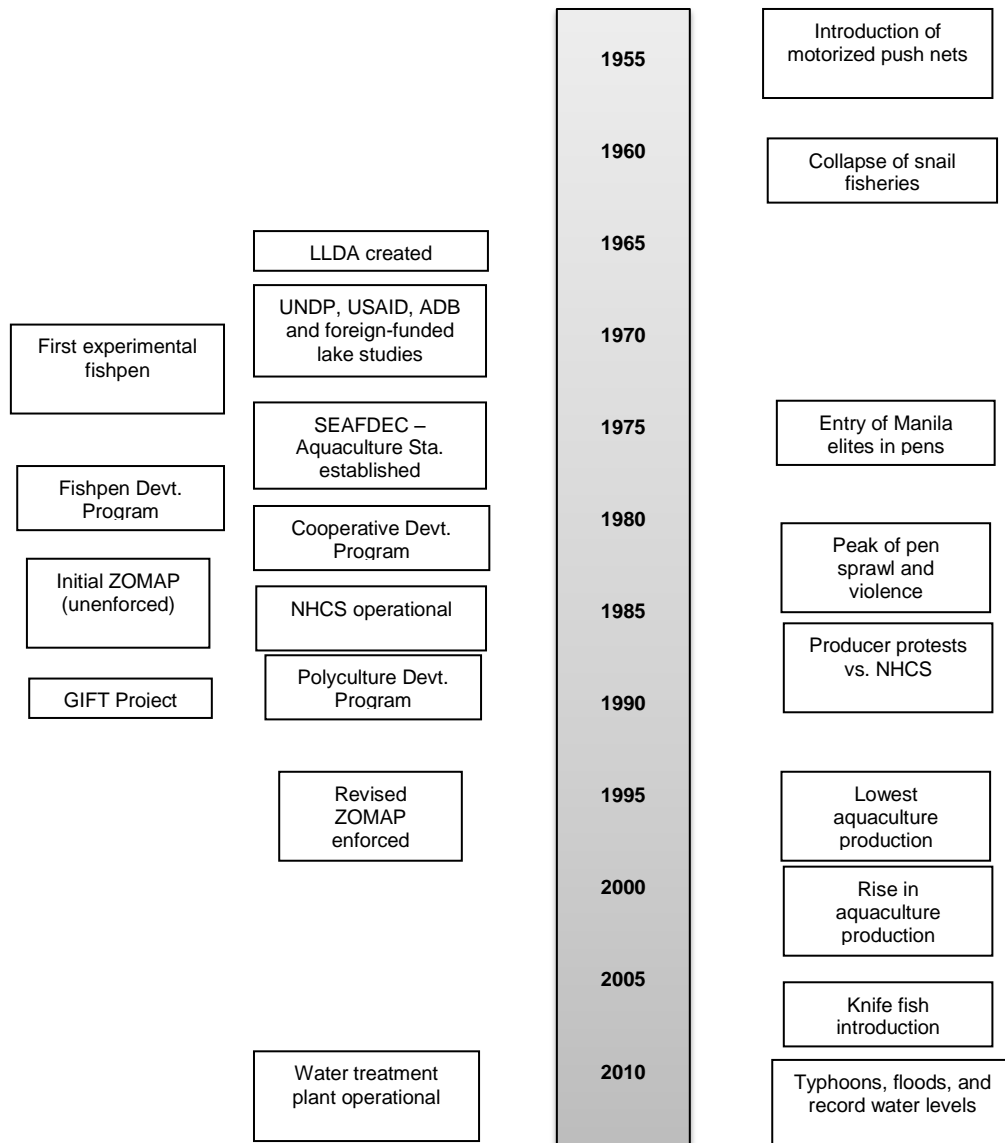 Introduction of
motorized push nets
1955
1960
Collapse of snail
fisheries
LLDA created
1965
UNDP, USAID, ADB
and foreign-funded
lake studies
First experimental
fishpen
1970
SEAFDEC –
Aquaculture Sta.
established
1975
Entry of Manila
elites in pens
Fishpen Devt.
Program
Cooperative Devt.
Program
1980
Peak of pen
sprawl and
violence
Initial ZOMAP
(unenforced)
NHCS operational
1985
Producer protests
vs. NHCS
GIFT Project
Polyculture Devt.
Program
1990
Revised
ZOMAP
enforced
1995
Lowest
aquaculture
production
2000
Rise in
aquaculture
production
2005
Knife fish
introduction
Water treatment
plant operational
2010
Typhoons, floods, and
record water levels